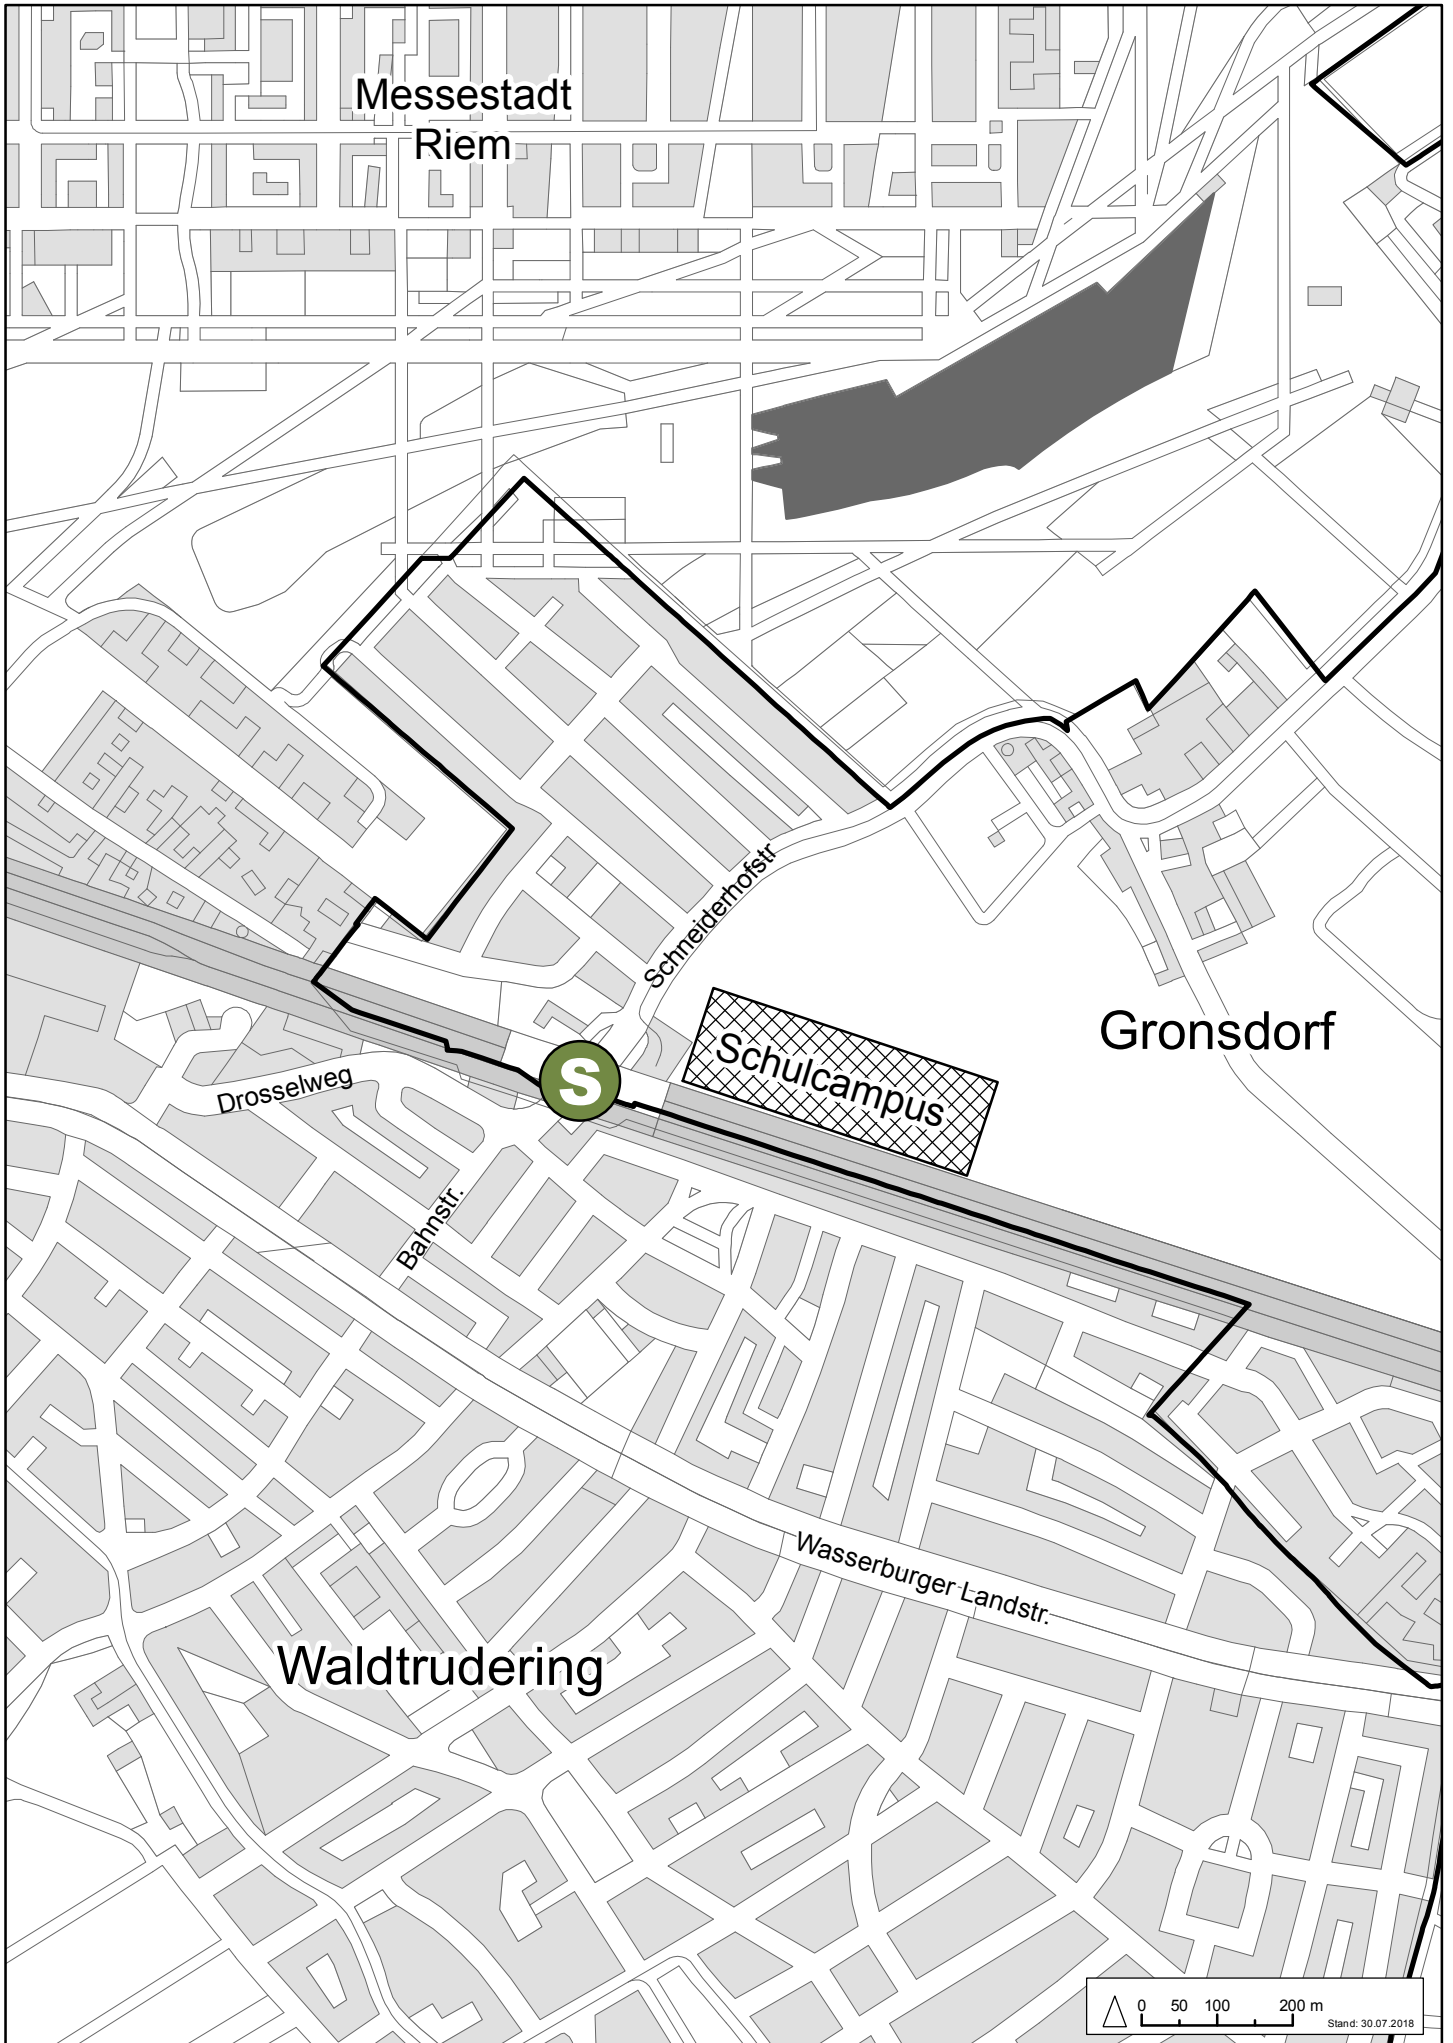 Messestadt
Riem
Schneiderhofstr
Gronsdorf
Schulcampus
S
Drosselweg
Bahnstr.
Wasserburger Landstr.
Waldtrudering
0 50 100 200 m
Stand: 30.07.2018